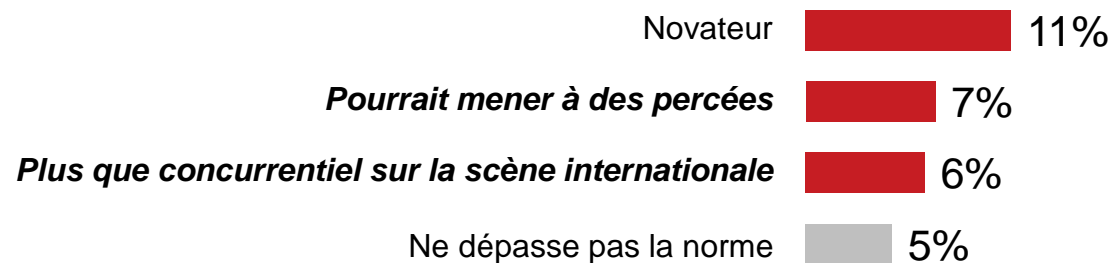 Novateur 11%
Pourrait mener à des percées 7%
Plus que concurrentiel sur la scène internationale 6%
Ne dépasse pas la norme 5%